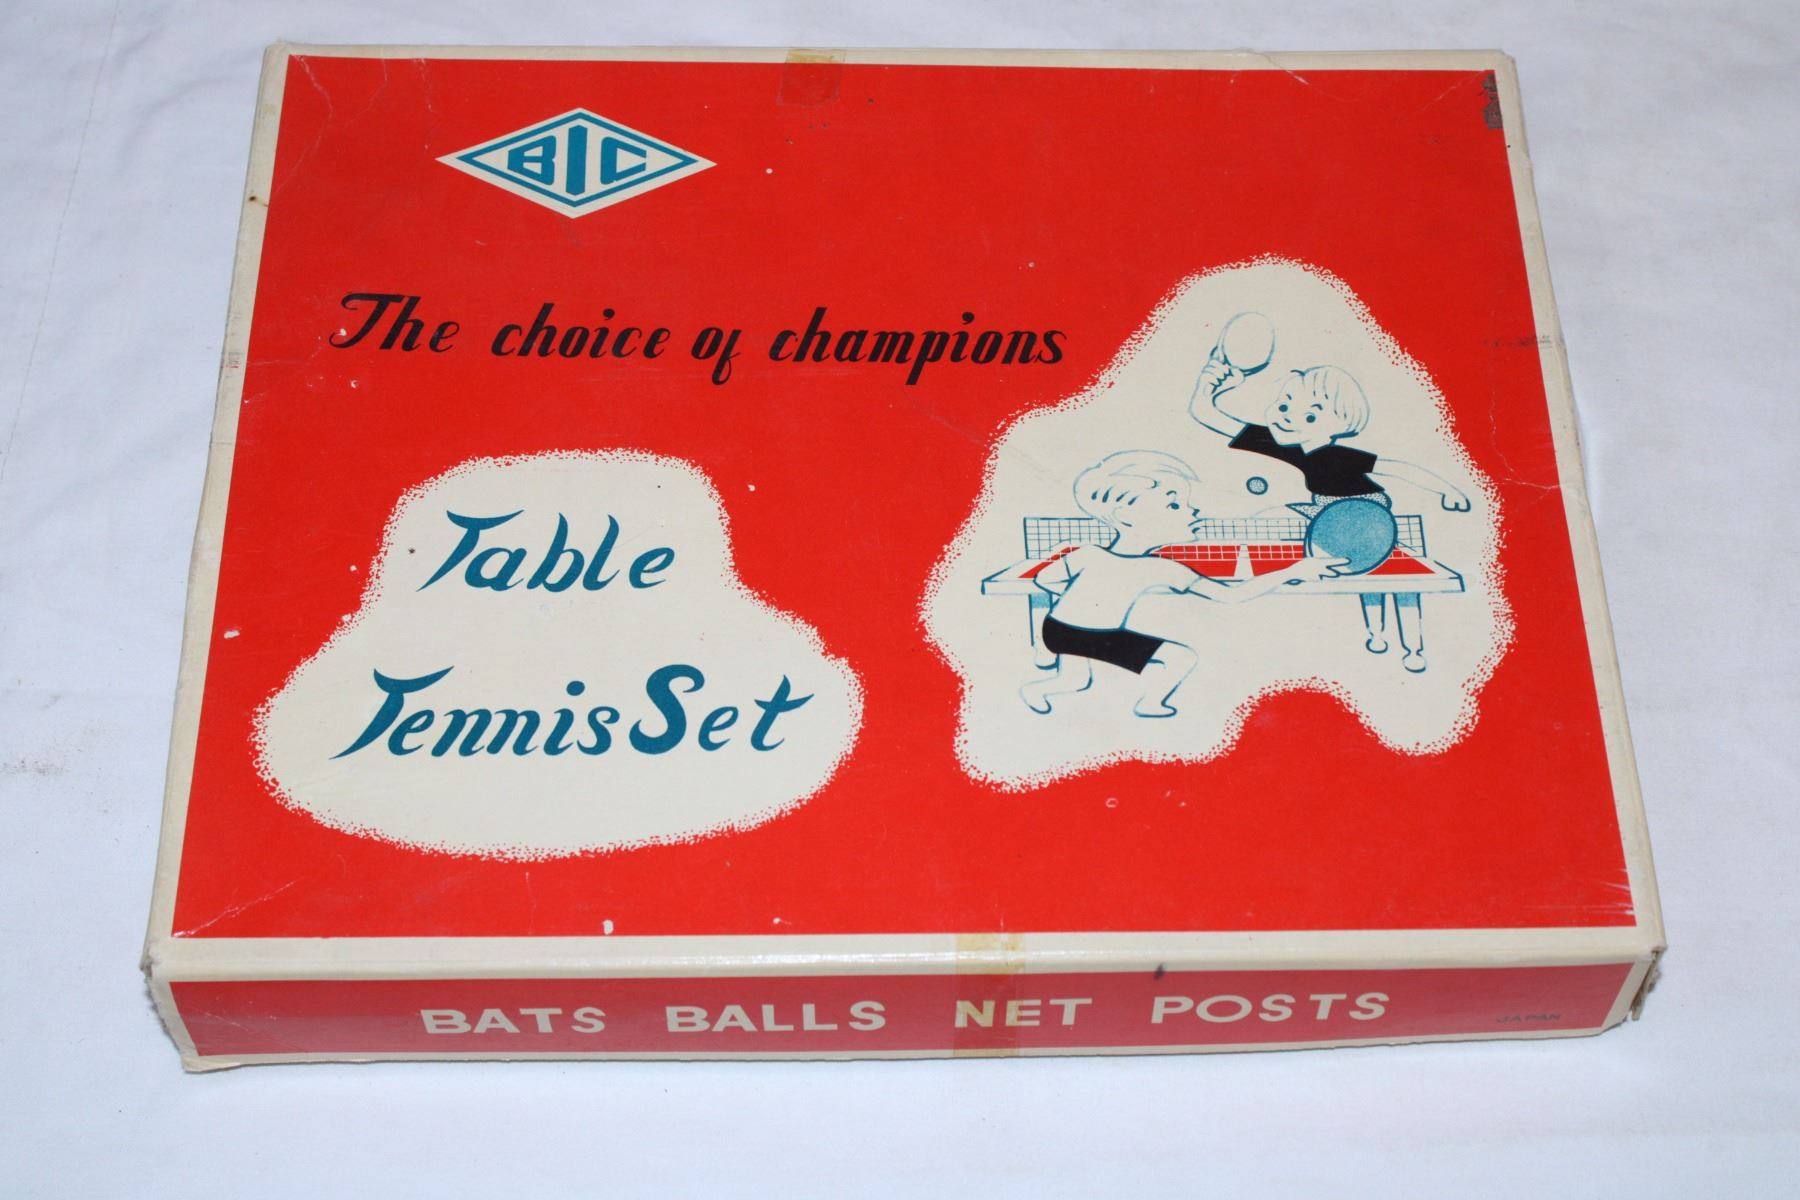 BIC
The choice of champions
Table
Tennis Set
BATS BALLS NET POSTS
JAPAN